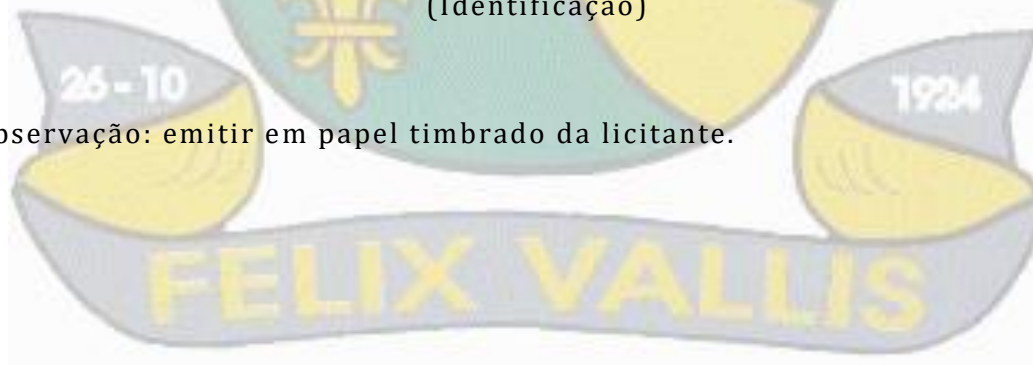 (Identificação)
26-10
1924
bservação: emitir em papel timbrado da licitante.
FELIX VALLIS